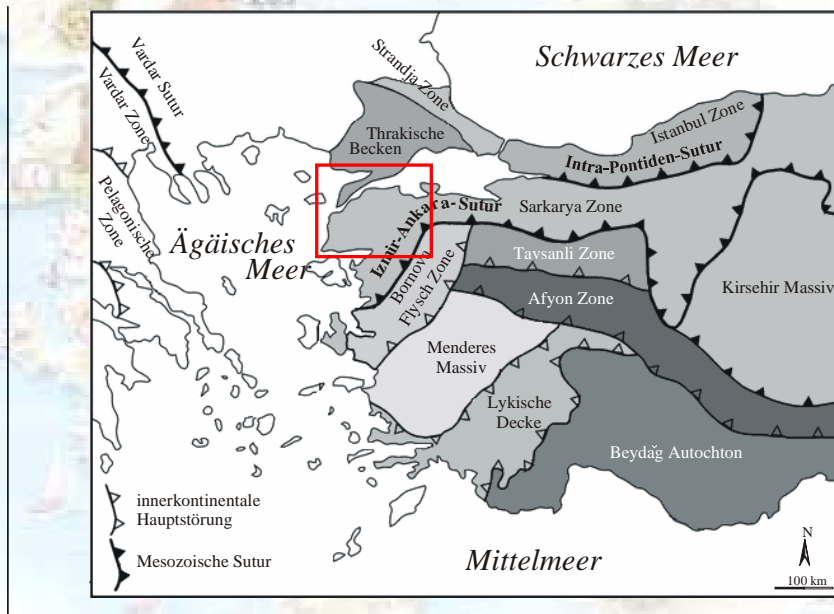 Schwarzes Meer
Strandja Zone
Vardar Sutur
Vardar Zone
Thrakische
Becken
Istanbul Zone
Intra-Pontiden-Sutur
Pelagonische
Zone
Ägäisches
Meer
Izmir-Ankara-Sutur
Sarkarya Zone
Bornova
Flysch Zone
Tavsanli Zone
Afyon Zone
Kirsehir Massiv
Menderes
Massiv
Lykische
Decke
Beydağ Autochton
innerkontinentale
Hauptstörung
Mesozoische Sutur
Mittelmeer
N
100 km